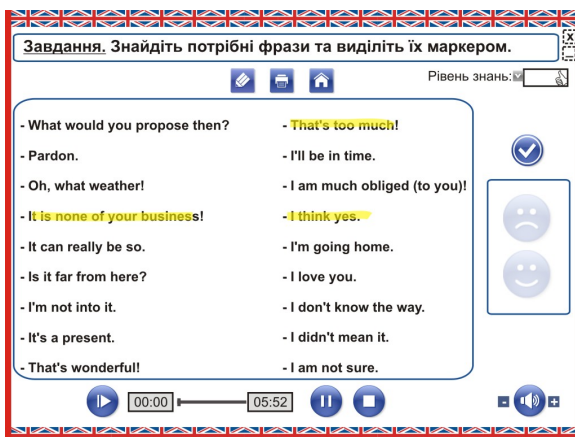 Завдання. Знайдіть потрібні фрази та виділіть їх маркером.
x
Рівень знань:
- What would you propose then?
- Pardon.
- Oh, what weather!
- It is none of your business!
- It can really be so.
- Is it far from here?
- I'm not into it.
- It's a present.
- That's wonderful!
- That's too much!
- I'll be in time.
- I am much obliged (to you)!
- I think yes.
- I'm going home.
- I love you.
- I don't know the way.
- I didn't mean it.
- I am not sure.
00:00 05:52 - +